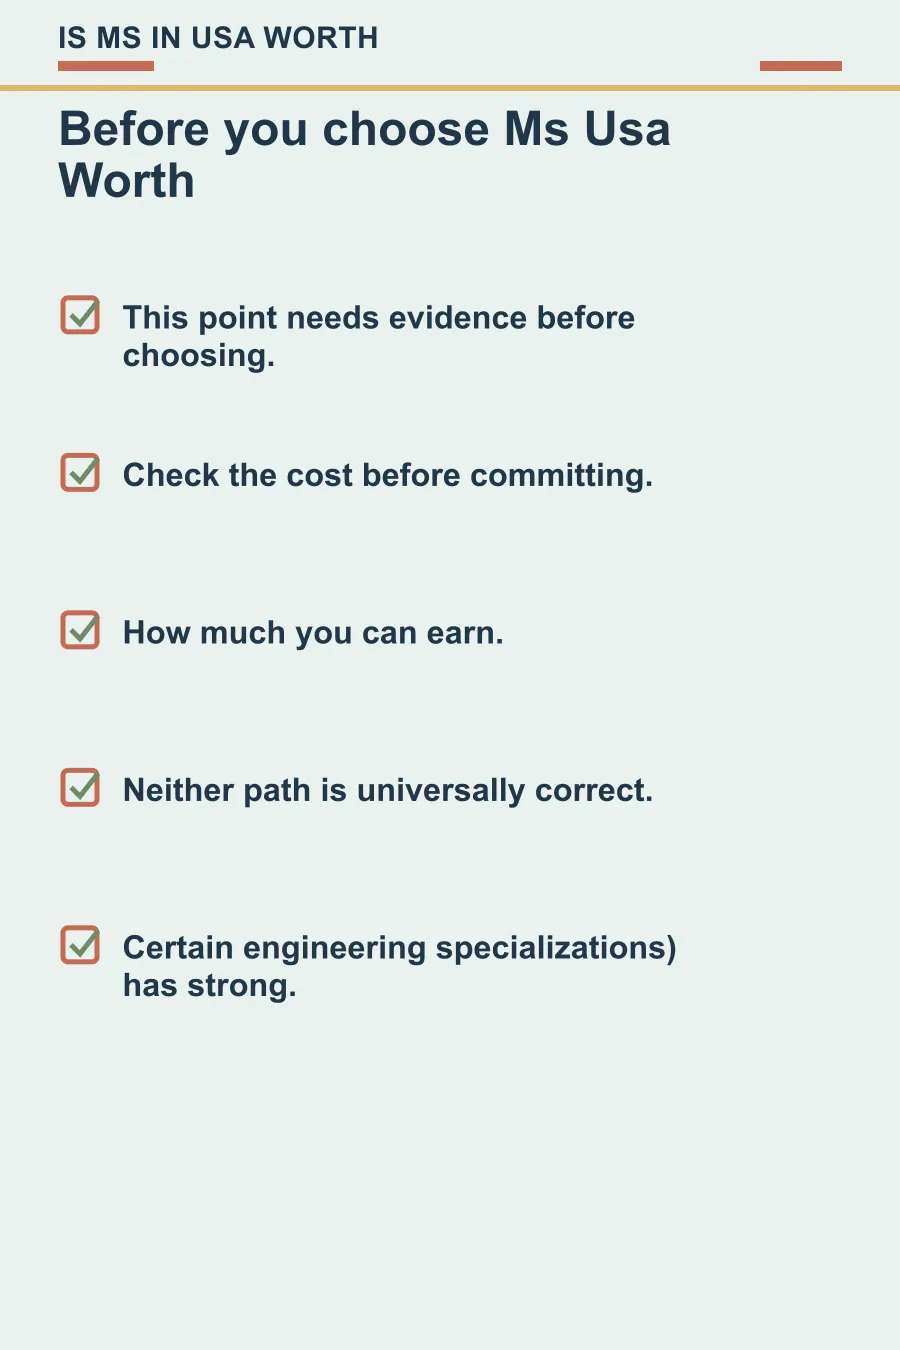 IS MS IN USA WORTH
Before you choose Ms Usa
Worth
This point needs evidence before
choosing.
Check the cost before committing.
How much you can earn.
Neither path is universally correct.
Certain engineering specializations)
has strong.